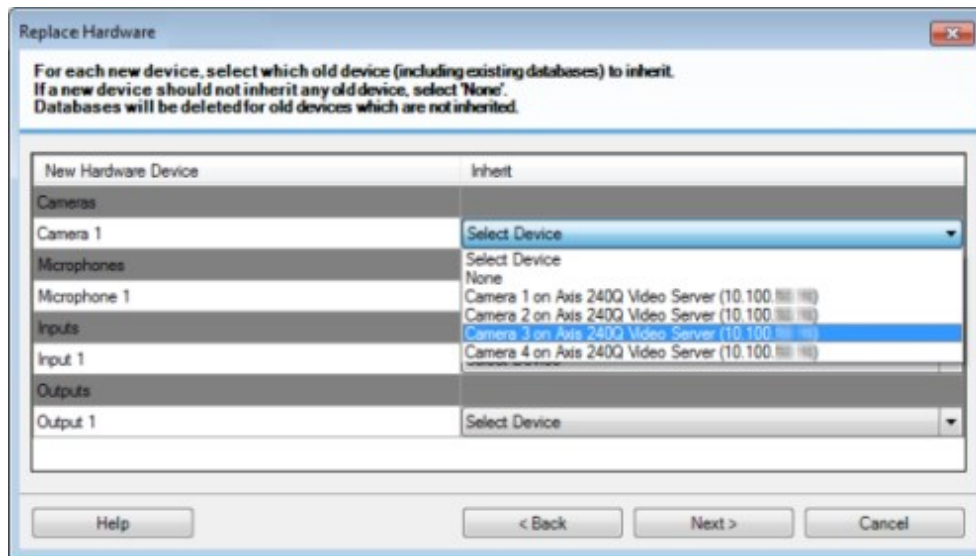 Replace Hardware
For each new device, select which old device (including existing databases) to inherit.
If a new device should not inherit any old device, select 'None'.
Databases will be deleted for old devices which are not inherited.
New Hardware Device Inherit
Cameras
Camera 1 Select Device
Microphones Select Device
None
Microphone 1 Camera 1 on Axis 240Q Video Server (10.100.
Camera 2 on Axis 240Q Video Server (10.100.
Inputs Camera 3 on Axis 240Q Video Server (10.100.
Input 1 Camera 4 on Axis 240Q Video Server (10.100.
Outputs
Output 1 Select Device
Help < Back Next > Cancel